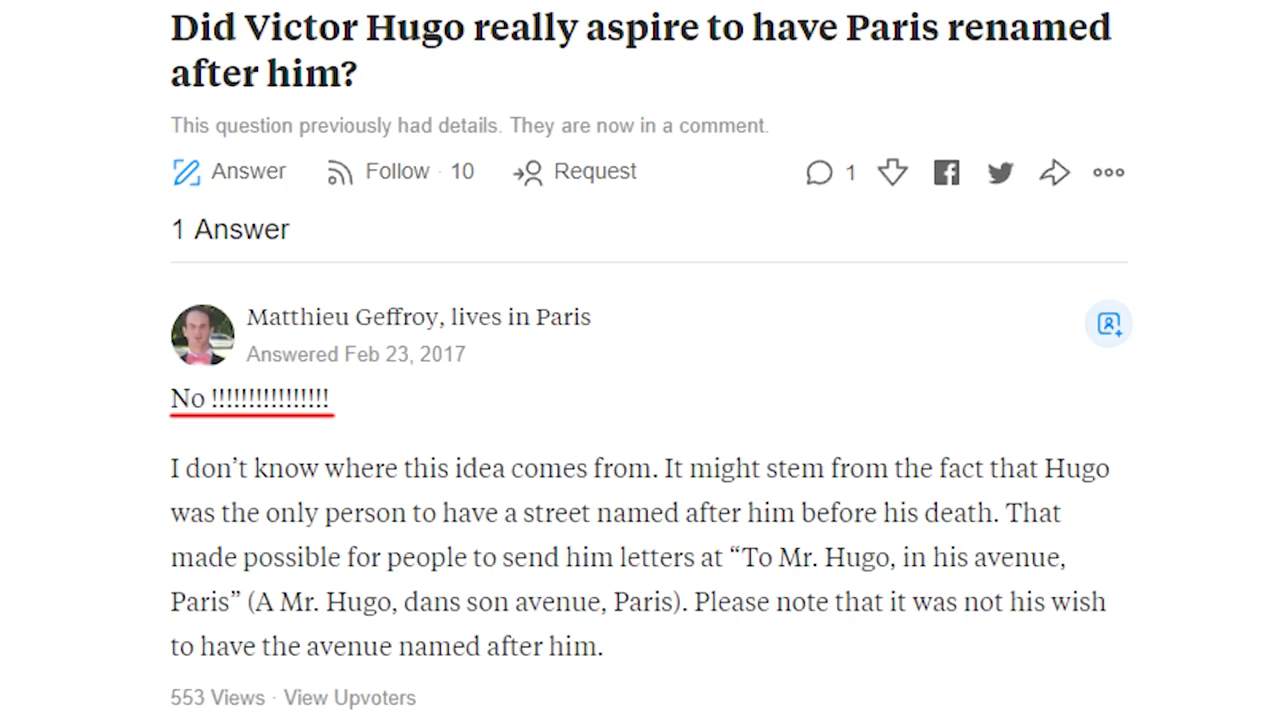 Did Victor Hugo really aspire to have Paris renamed
after him?
This question previously had details. They are now in a comment.
Answer Follow · 10 Request 1
1 Answer
Matthieu Geffroy, lives in Paris
Answered Feb 23, 2017
No !!!!!!!!!!!!!!!!
I don’t know where this idea comes from. It might stem from the fact that Hugo
was the only person to have a street named after him before his death. That
made possible for people to send him letters at “To Mr. Hugo, in his avenue,
Paris” (A Mr. Hugo, dans son avenue, Paris). Please note that it was not his wish
to have the avenue named after him.
553 Views · View Upvoters